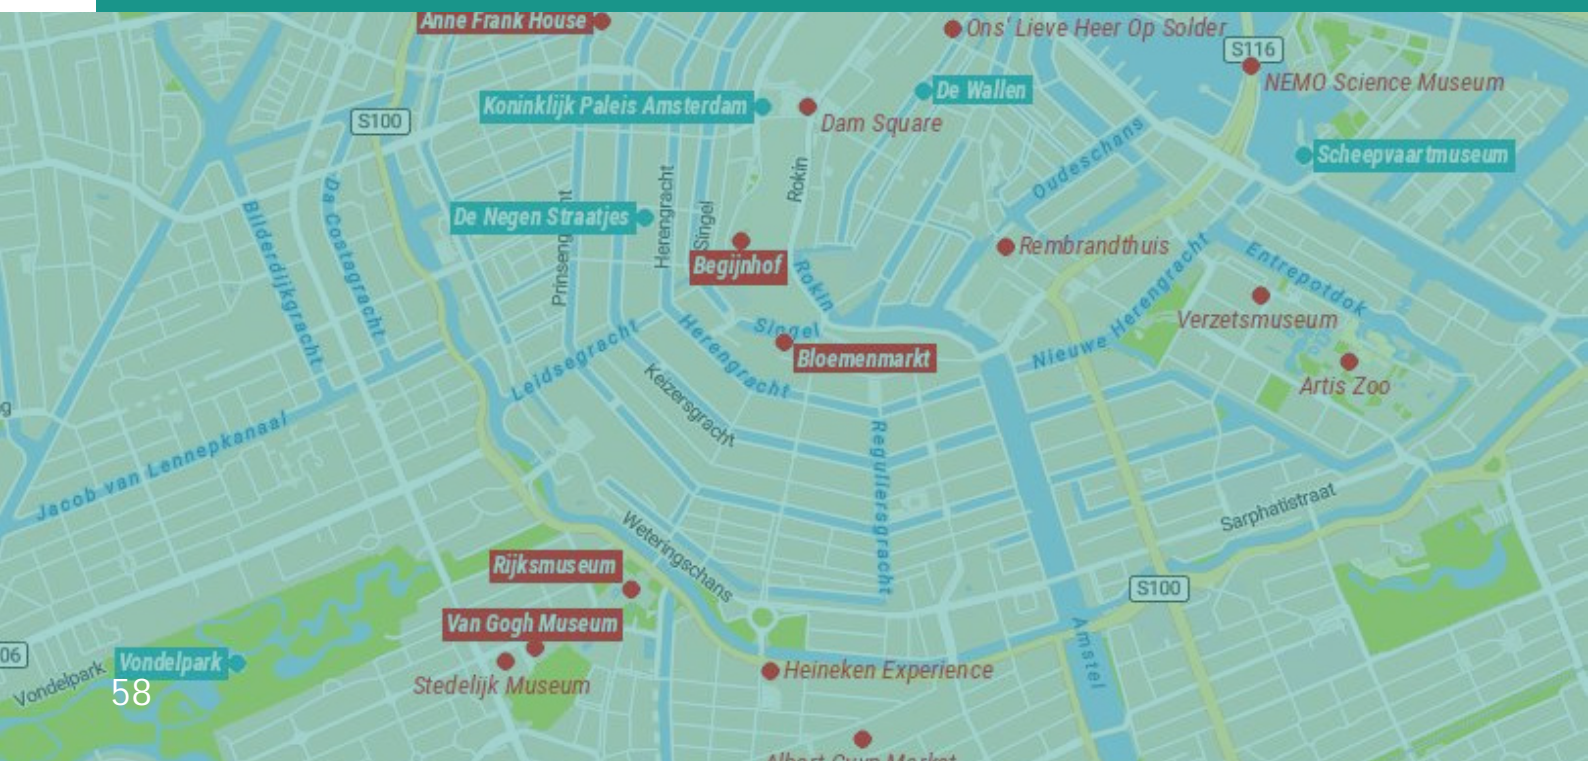 Anne Frank House
Ons' Lieve Heer Op Solder
S116
NEMO Science Museum
Koninklijk Paleis Amsterdam
De Wallen
S100
Dam Square
Oudeschans
Scheepvaartmuseum
Rokin
Da Costagracht
Bilderdijkgracht
De Negen Straatjes
Herengracht
Singel
Begijnhof
Rokin
Rembrandthuis
Nieuwe Herengracht
Entrepotdok
Verzetsmuseum
Singel
Bloemenmarkt
Herengracht
Leidsegracht
Keizersgracht
Artis Zoo
Jacob van Lennepkanaal
Reguliersgracht
Sarphatistraat
Weteringschans
Rijksmuseum
S100
Van Gogh Museum
Amstel
06
Vondelpark
Vondelpark
58
Stedelijk Museum
Heineken Experience